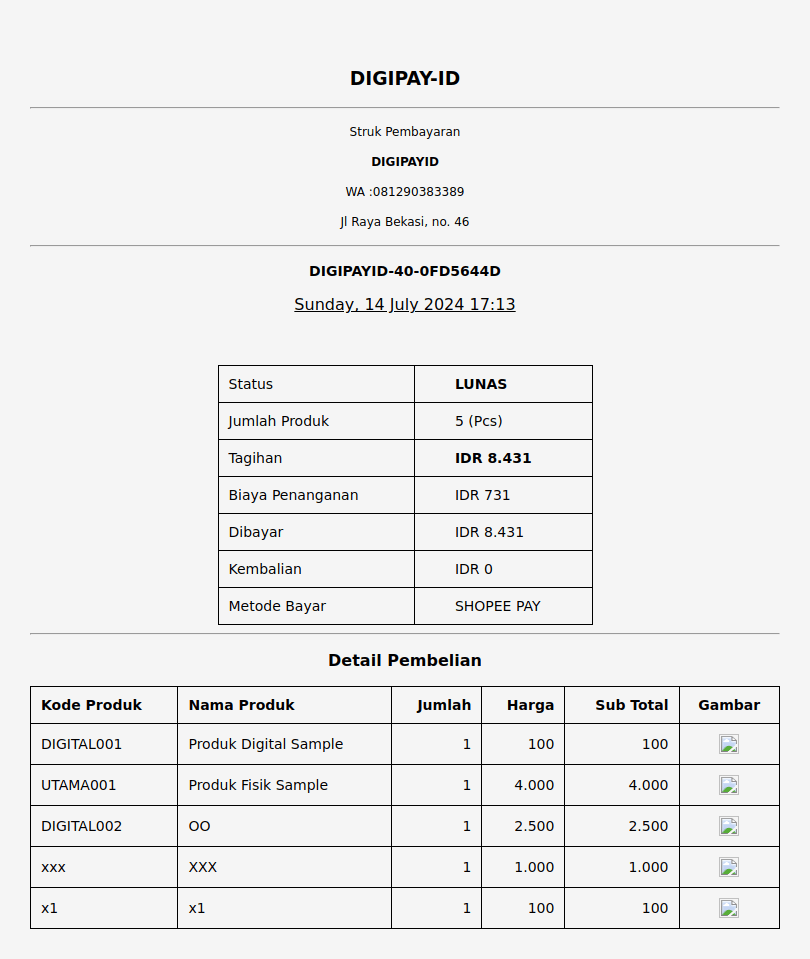 DIGIPAY-ID
Struk Pembayaran
DIGIPAYID
WA :081290383389
Jl Raya Bekasi, no. 46
DIGIPAYID-40-0FD5644D
Sunday, 14 July 2024 17:13
Status LUNAS
Jumlah Produk 5 (Pcs)
Tagihan IDR 8.431
Biaya Penanganan IDR 731
Dibayar IDR 8.431
Kembalian IDR 0
Metode Bayar SHOPEE PAY
Detail Pembelian
Kode Produk Nama Produk Jumlah Harga Sub Total Gambar
DIGITAL001 Produk Digital Sample 1 100 100
UTAMA001 Produk Fisik Sample 1 4.000 4.000
DIGITAL002 OO 1 2.500 2.500
xxx XXX 1 1.000 1.000
x1 x1 1 100 100